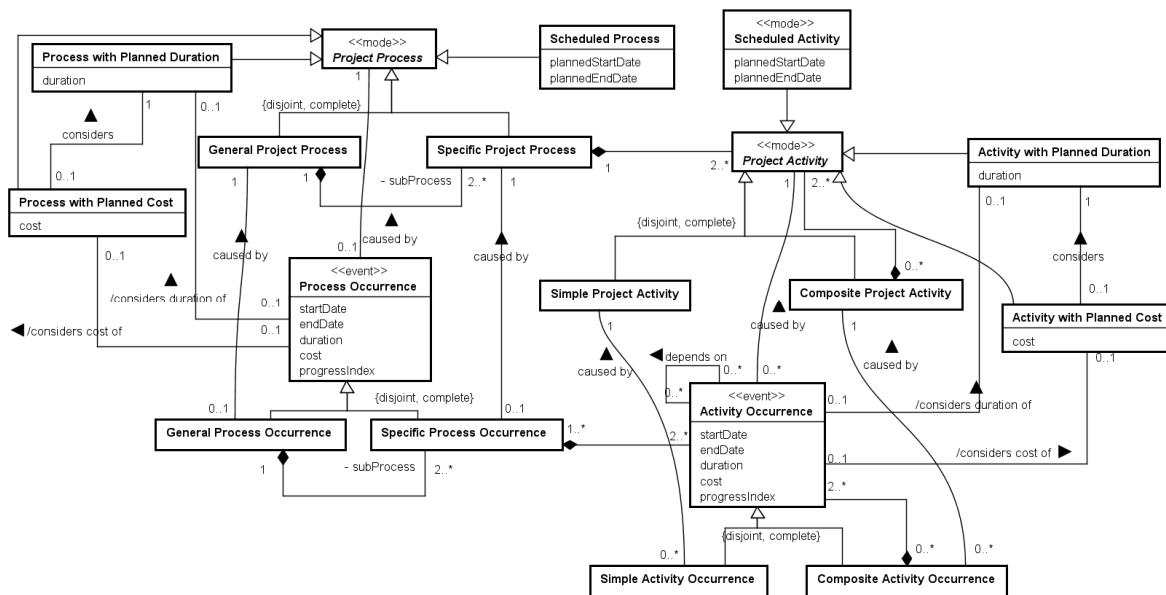 <<mode>>
Project Process
Scheduled Process
plannedStartDate
plannedEndDate
<<mode>>
Scheduled Activity
plannedStartDate
plannedEndDate
Process with Planned Duration
duration
1
0..1
1
considers
0..1
{disjoint, complete}
General Project Process
Specific Project Process
1
2..*
<<mode>>
Project Activity
Activity with Planned Duration
duration
1
1
- subProcess
2..*
1
1
2..*
0..1
1
Process with Planned Cost
cost
0..1
caused by
caused by
caused by
{disjoint, complete}
considers
0..1
0..1
<<event>>
Process Occurrence
startDate
endDate
duration
cost
progressIndex
/considers duration of
0..1
0..1
/considers cost of
Simple Project Activity
1
0..*
Composite Project Activity
1
Activity with Planned Cost
cost
0..1
caused by
caused by
caused by
depends on
0..*
0..*
0..*
<<event>>
Activity Occurrence
startDate
endDate
duration
cost
progressIndex
{disjoint, complete}
0..1
0..1
0..1
/considers duration of
General Process Occurrence
Specific Process Occurrence
1..*
2..*
1
- subProcess
2..*
0..1
/considers cost of
2..*
{disjoint, complete}
0..*
0..*
0..*
Simple Activity Occurrence
Composite Activity Occurrence